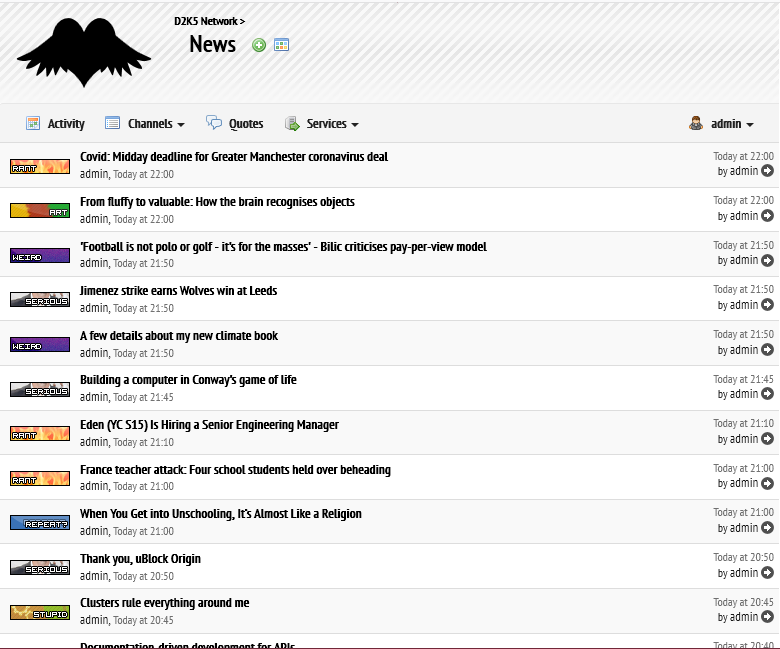 D2K5 Network >
News
Activity Channels Quotes Services admin
Covid: Midday deadline for Greater Manchester coronavirus deal Today at 22:00
RANT admin, Today at 22:00 by admin
From fluffy to valuable: How the brain recognises objects Today at 22:00
ART admin, Today at 22:00 by admin
'Football is not polo or golf - it's for the masses' - Bilic criticises pay-per-view model Today at 21:50
WEIRD admin, Today at 21:50 by admin
Jimenez strike earns Wolves win at Leeds Today at 21:50
SERIOUS admin, Today at 21:50 by admin
A few details about my new climate book Today at 21:50
WEIRD admin, Today at 21:50 by admin
Building a computer in Conway's game of life Today at 21:45
SERIOUS admin, Today at 21:45 by admin
Eden (YC S15) Is Hiring a Senior Engineering Manager Today at 21:10
RANT admin, Today at 21:10 by admin
France teacher attack: Four school students held over beheading Today at 21:00
RANT admin, Today at 21:00 by admin
When You Get into Unschooling, It's Almost Like a Religion Today at 21:00
REPEAT? admin, Today at 21:00 by admin
Thank you, uBlock Origin Today at 20:50
SERIOUS admin, Today at 20:50 by admin
Clusters rule everything around me Today at 20:45
STUPID admin, Today at 20:45 by admin
Documentation-driven development for APIs Today at 20:40